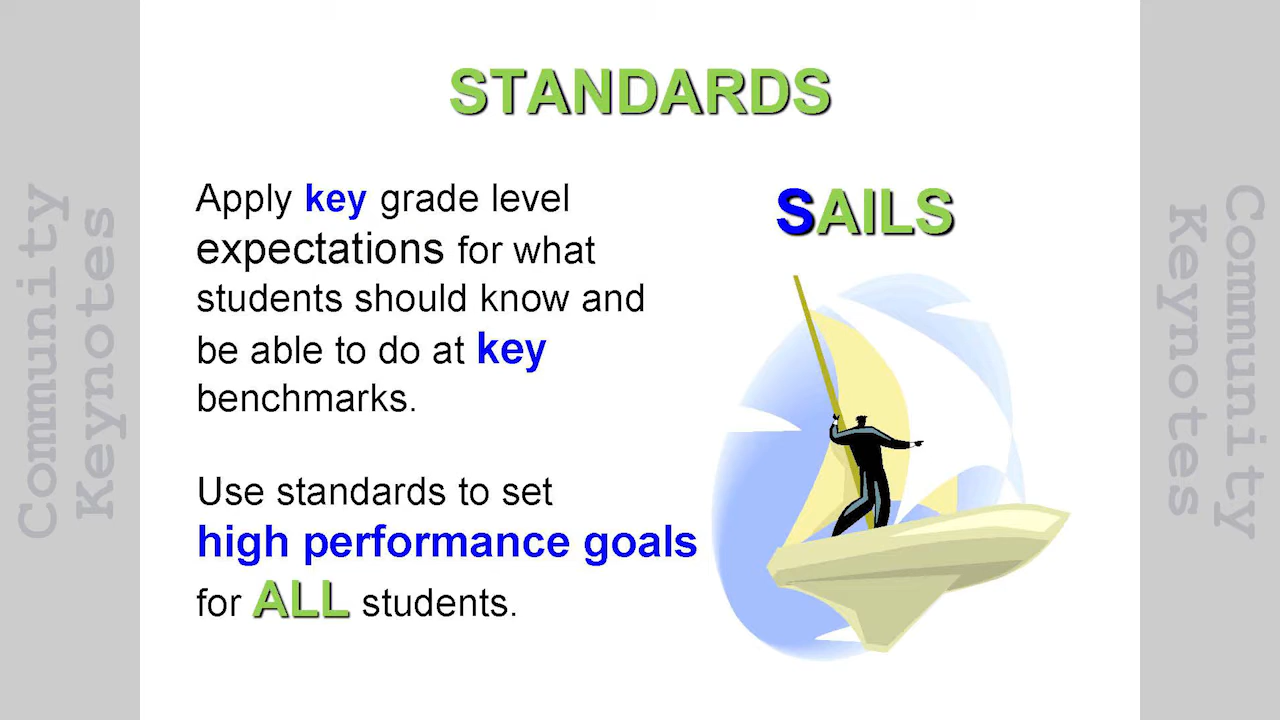 STANDARDS
Apply key grade level
expectations for what
students should know and
be able to do at key
benchmarks.
Use standards to set
high performance goals
for ALL students.
SAILS
Community
Keynotes
Community
Keynotes